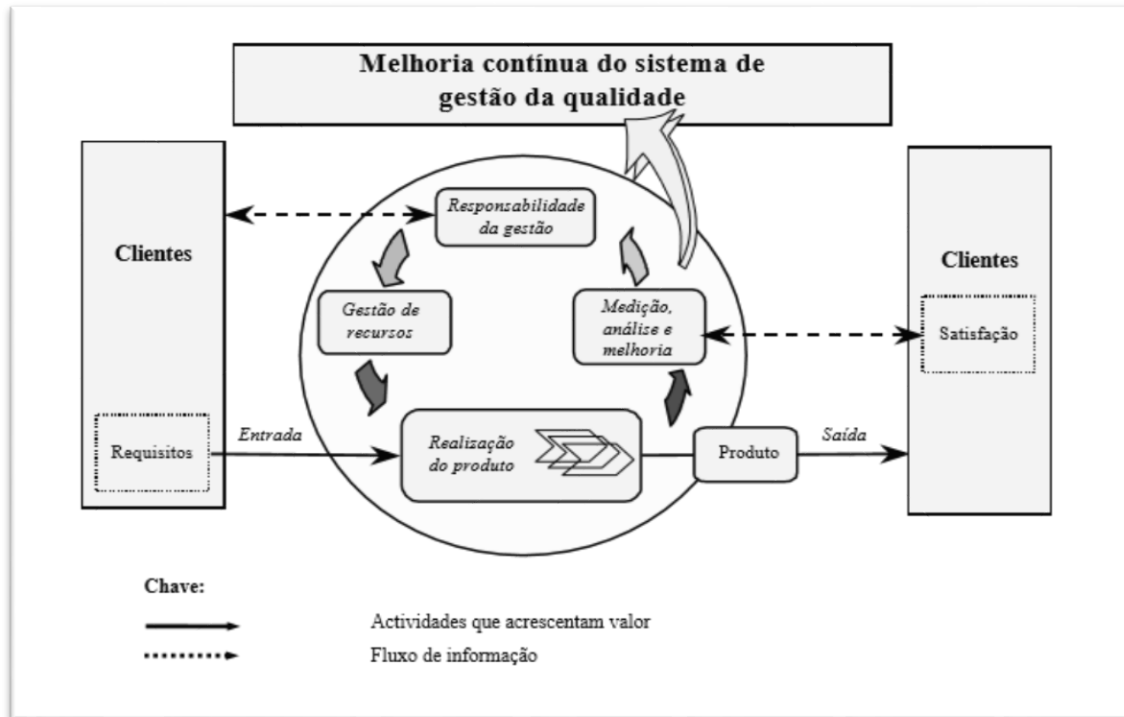 Melhoria contínua do sistema de
gestão da qualidade
Clientes
Requisitos
Entrada
Responsabilidade
da gestão
Gestão de
recursos
Medição,
análise e
melhoria
Realização
do produto
Produto
Saída
Clientes
Satisfação
Chave:
Actividades que acrescentam valor
Fluxo de informação